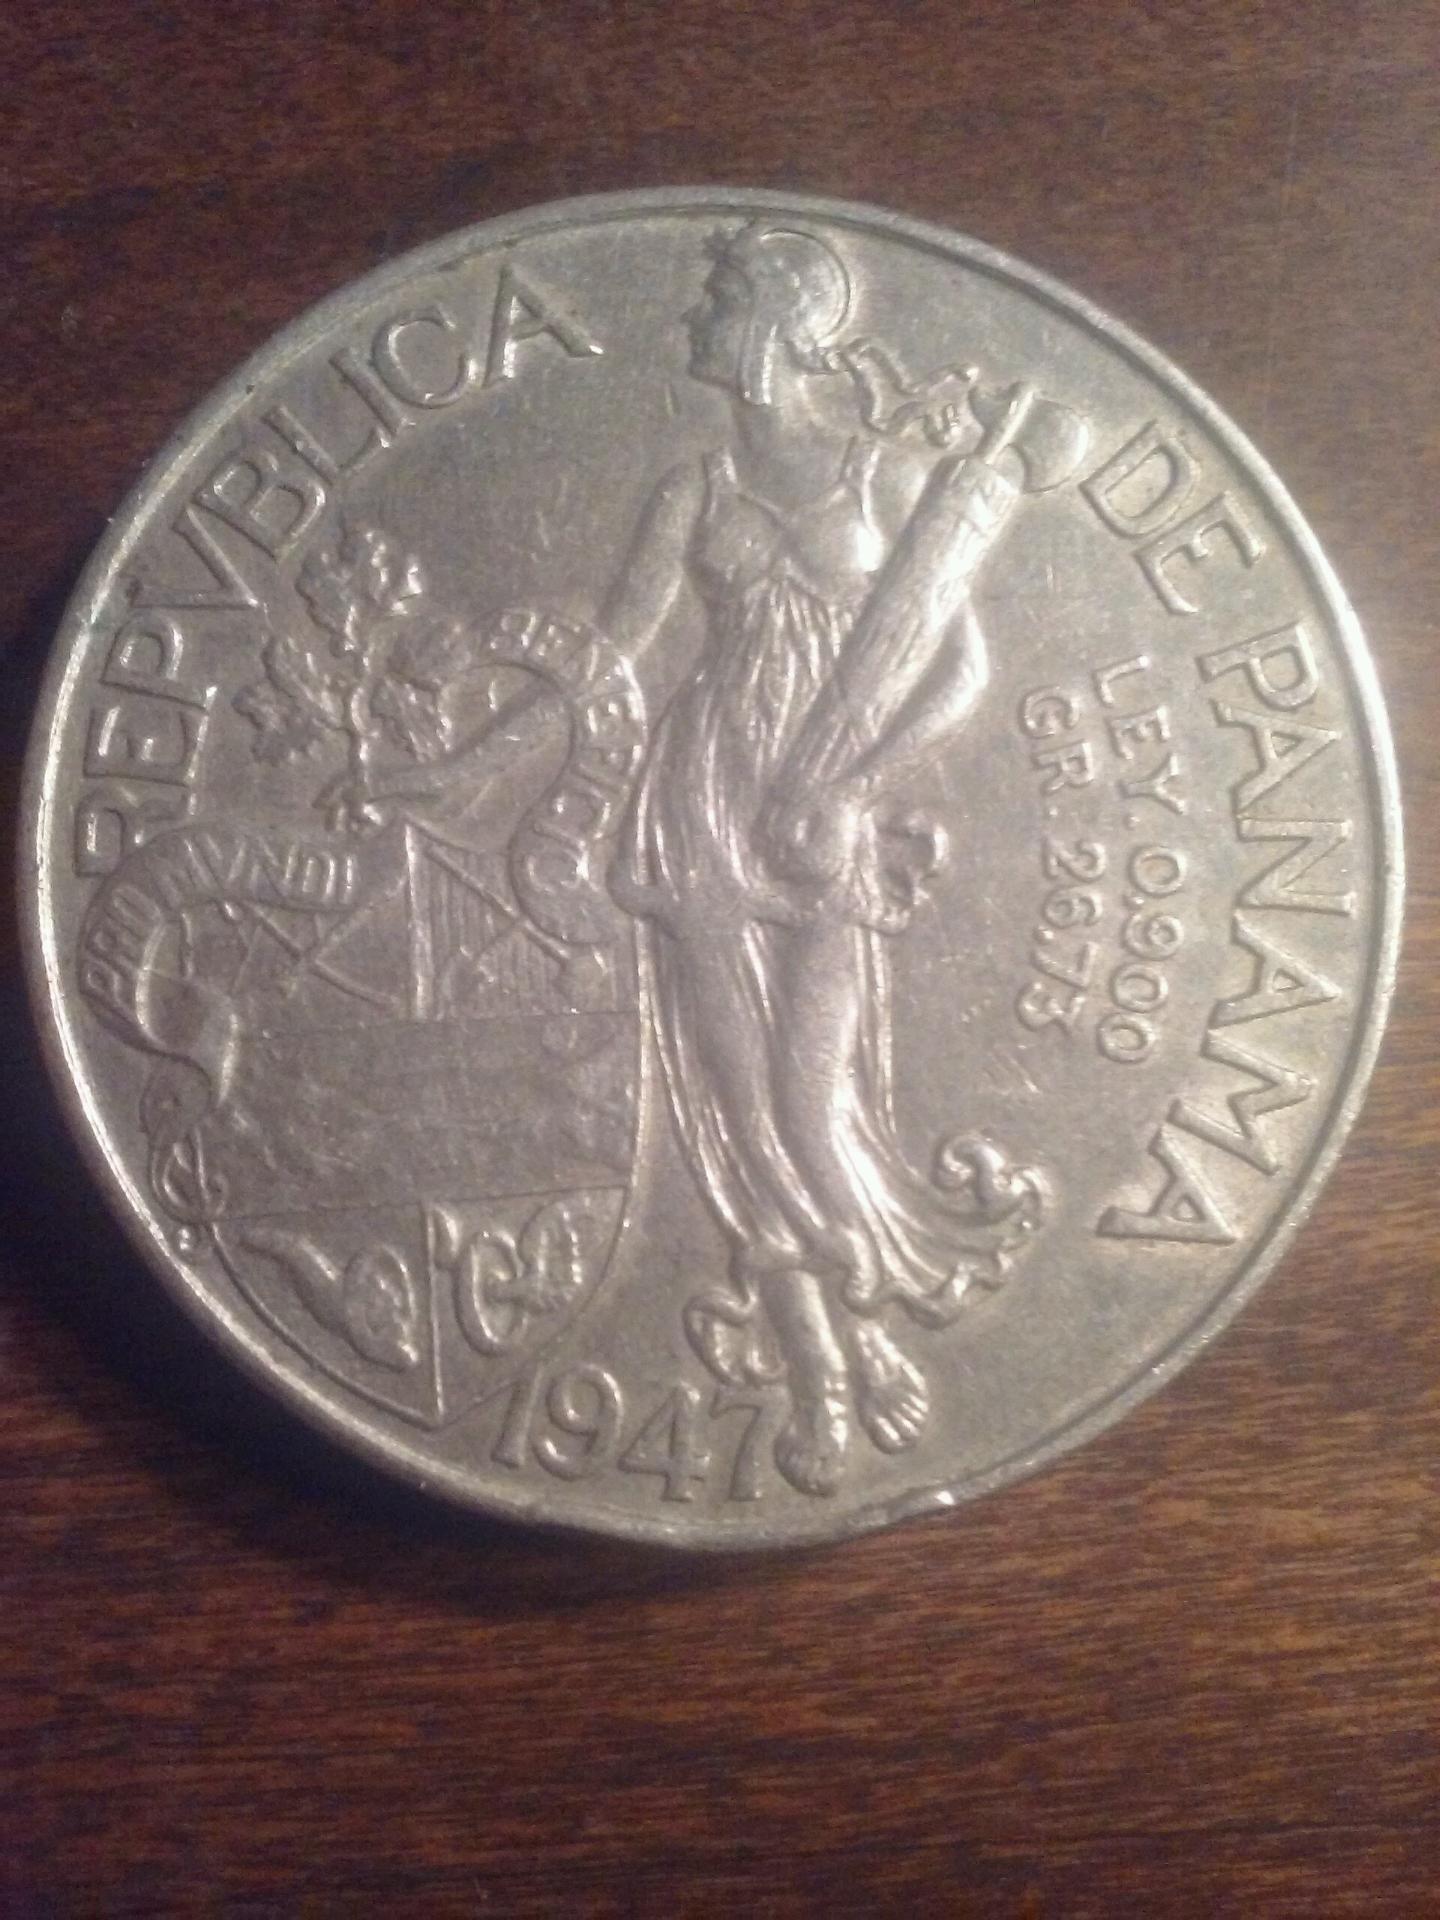 REPVBLICA DE PANAMA
LEY. 0.900
GR. 26.73
PRO MVNDI
BENEFICIO
1947